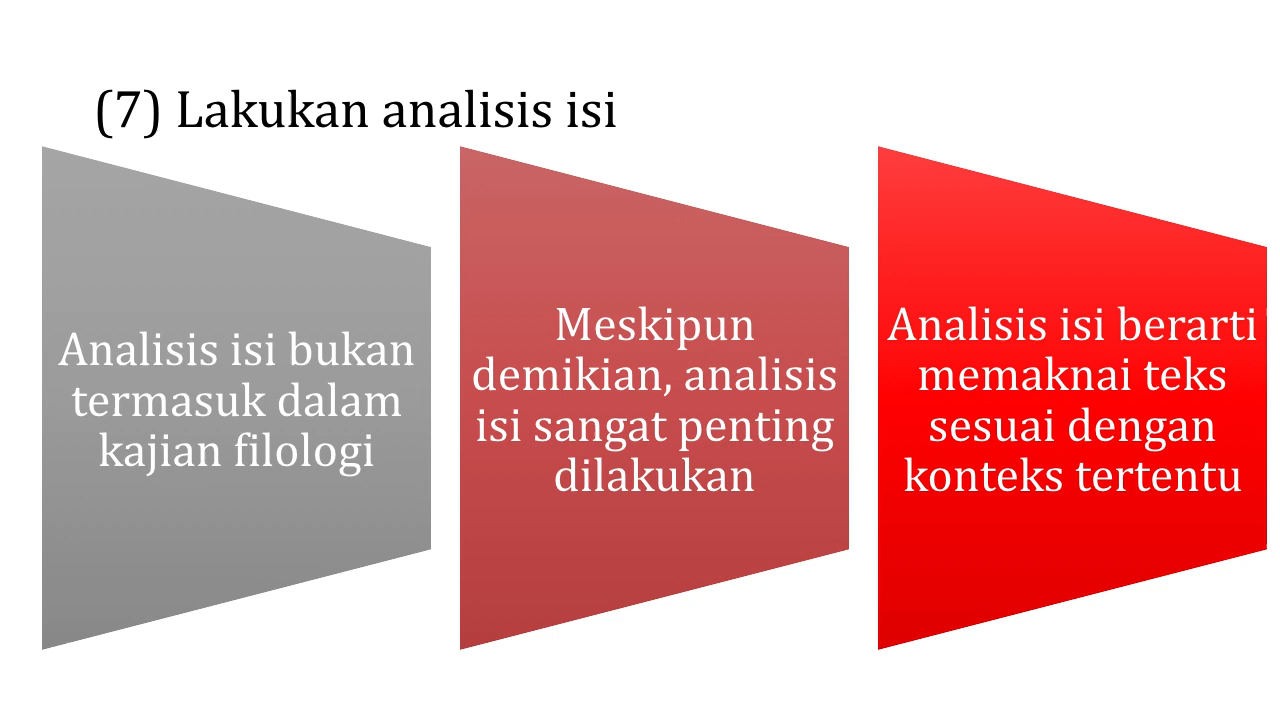 (7) Lakukan analisis isi
Analisis isi bukan
termasuk dalam
kajian filologi
Meskipun
demikian, analisis
isi sangat penting
dilakukan
Analisis isi berarti
memaknai teks
sesuai dengan
konteks tertentu